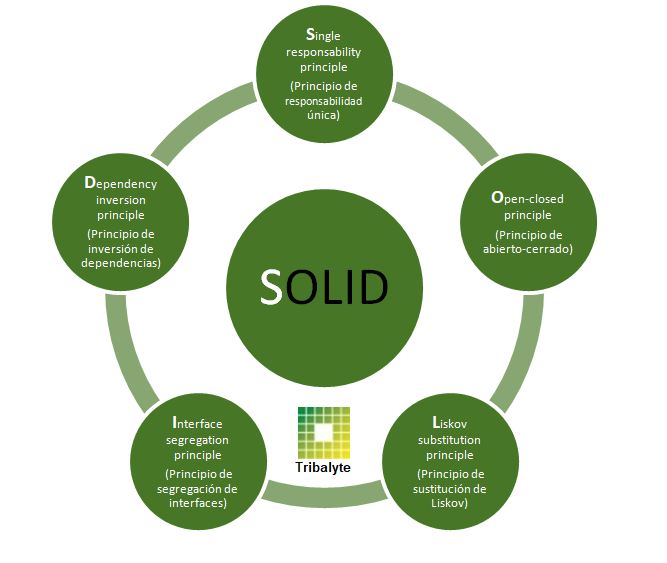 Single
responsability
principle
(Principio de
responsabilidad
única)
Dependency
inversion
principle
(Principio de
inversión de
dependencias)
Open-closed
principle
(Principio de
abierto-cerrado)
SOLID
Interface
segregation
principle
(Principio de
segregación de
interfaces)
Tribalyte
Liskov
substitution
principle
(Principio de
sustitución de
Liskov)